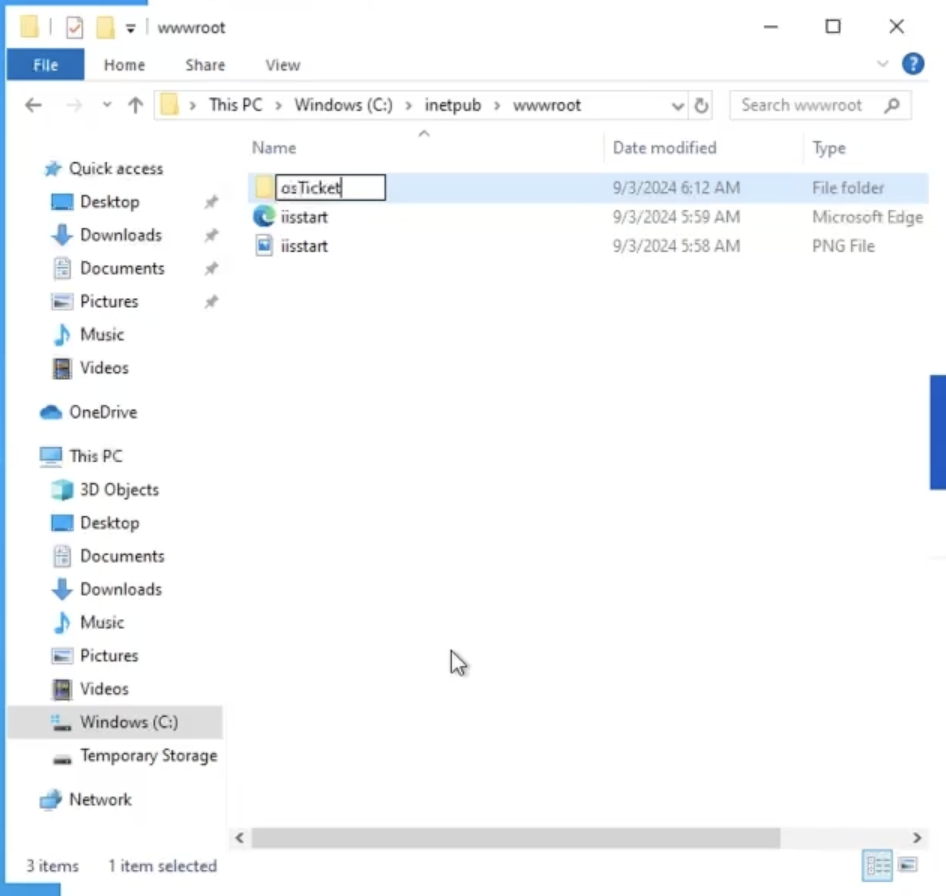 wwwroot
File Home Share View
This PC > Windows (C:) > inetpub > wwwroot Search wwwroot
Name Date modified Type
osTicket 9/3/2024 6:12 AM File folder
iisstart 9/3/2024 5:59 AM Microsoft Edge
iisstart 9/3/2024 5:58 AM PNG File
Quick access
Desktop
Downloads
Documents
Pictures
Music
Videos
OneDrive
This PC
3D Objects
Desktop
Documents
Downloads
Music
Pictures
Videos
Windows (C:)
Temporary Storage
Network
3 items 1 item selected